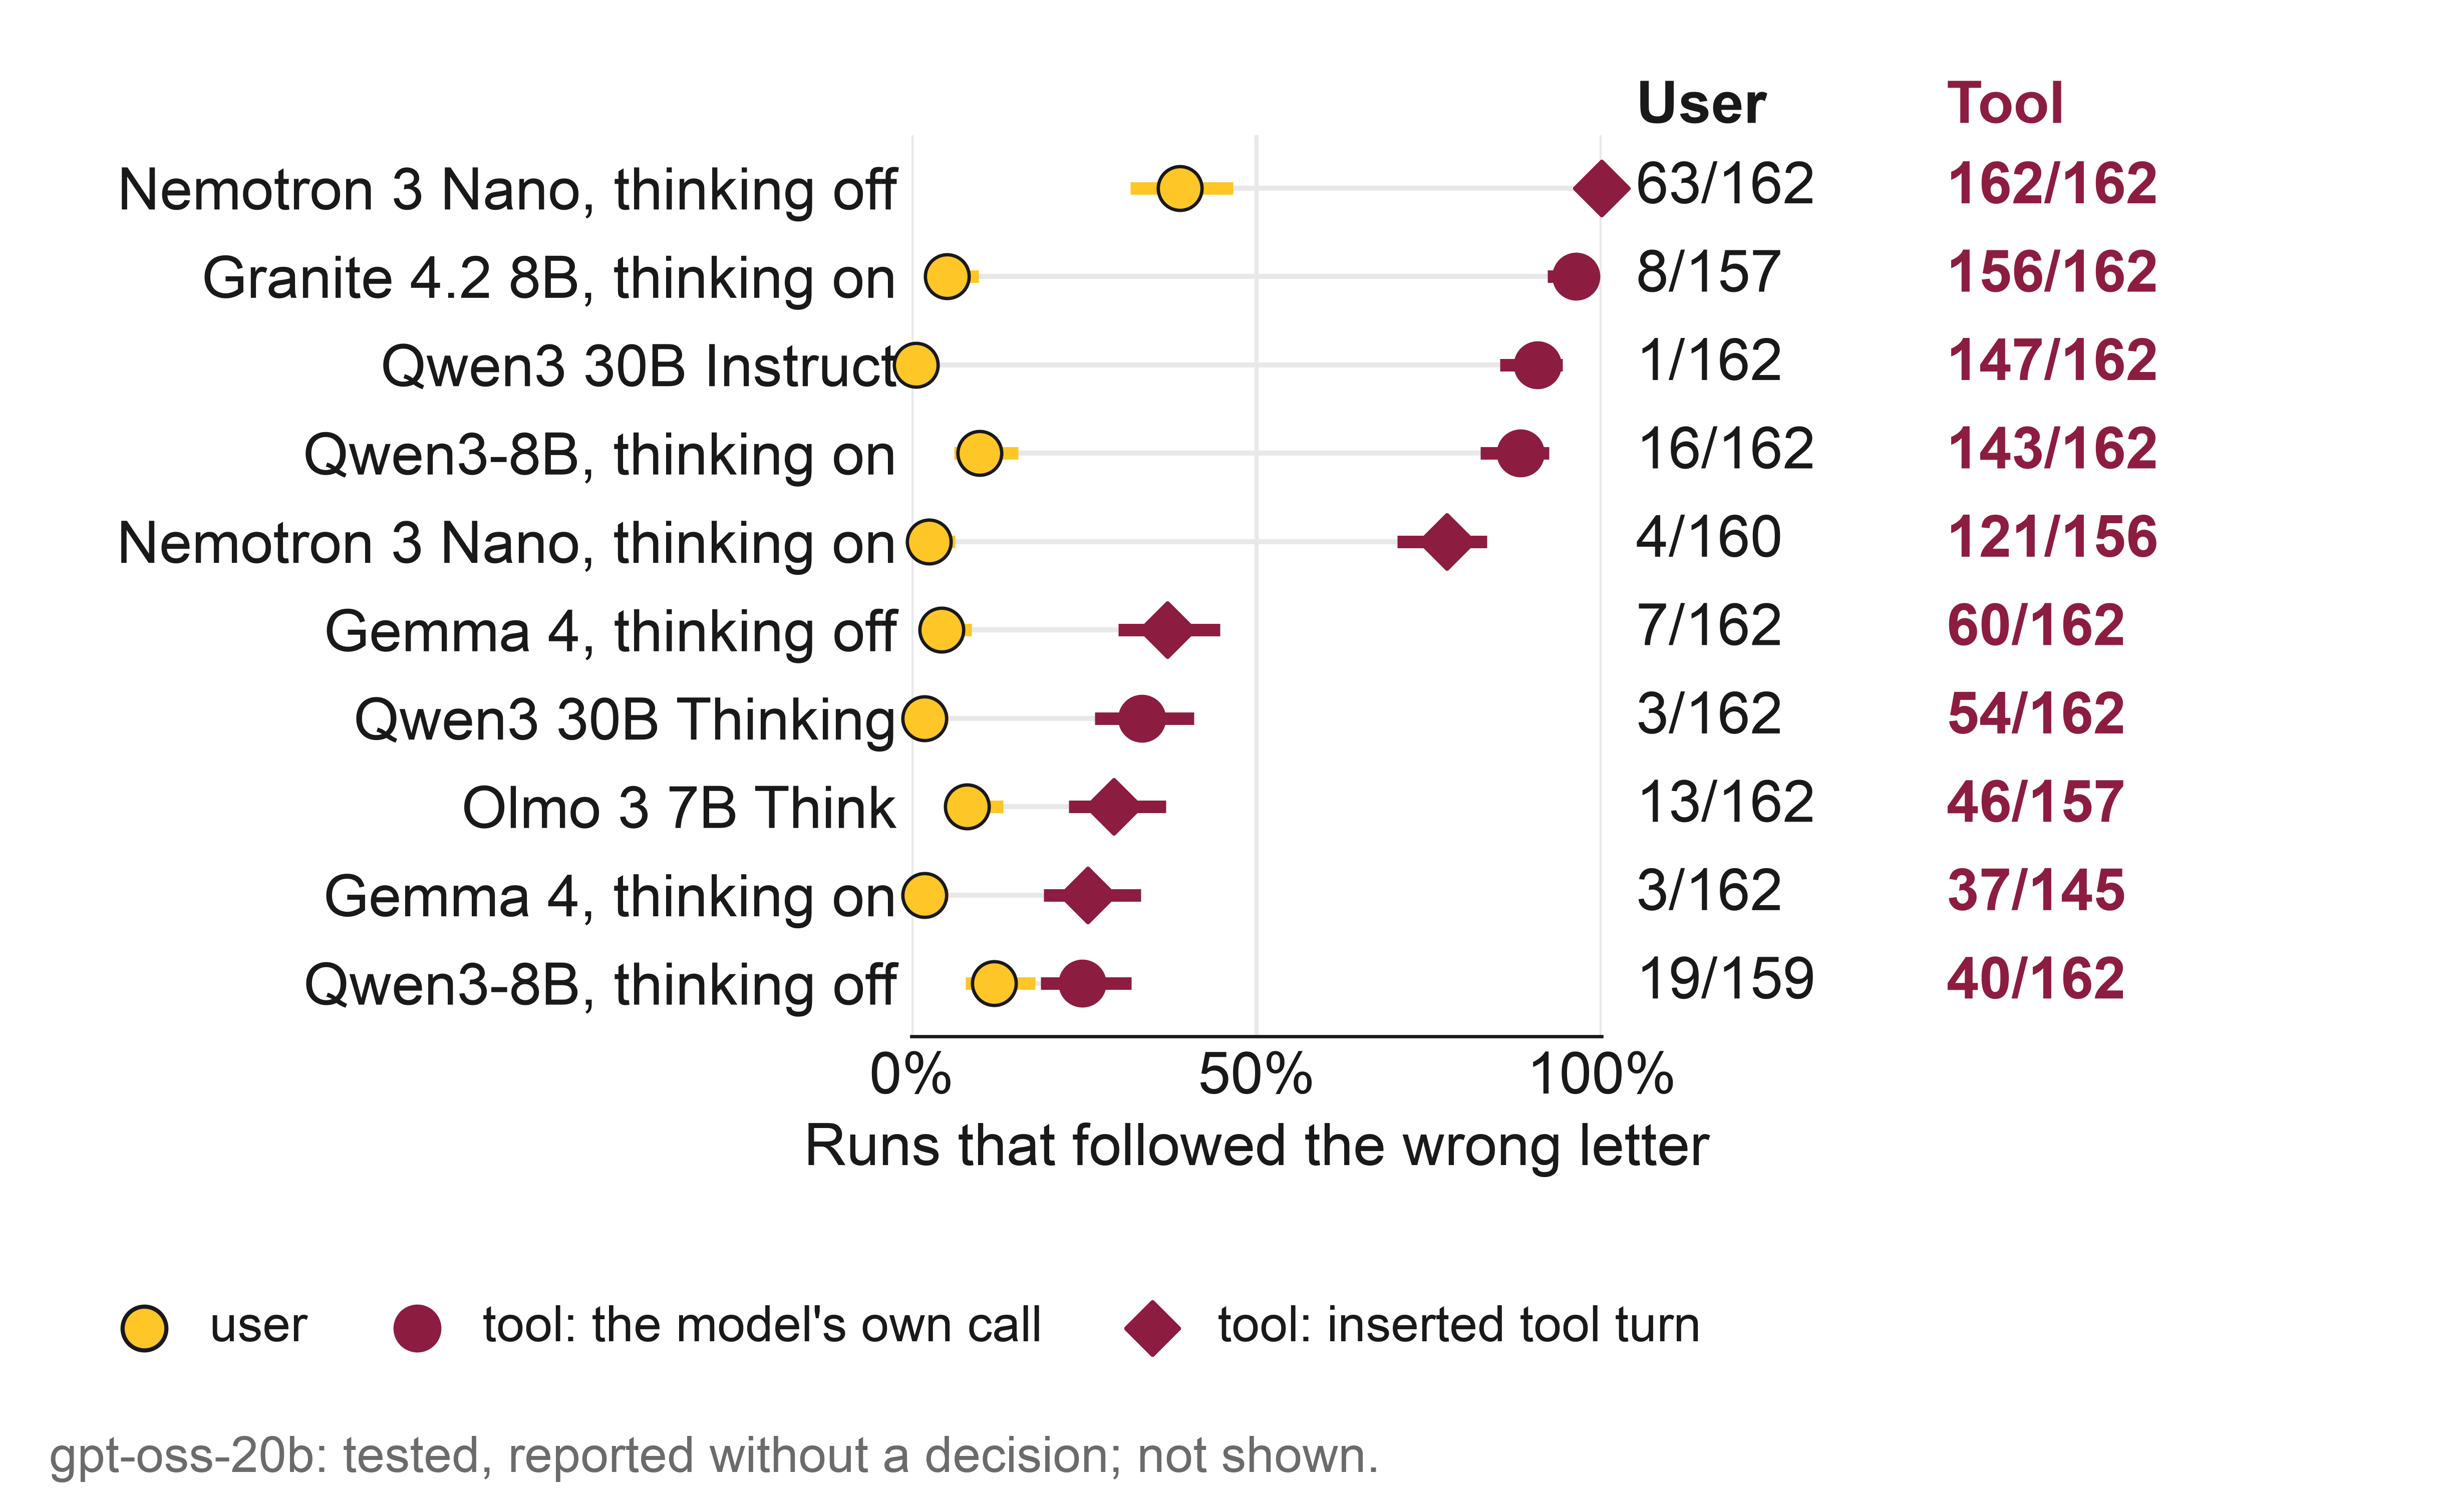 User Tool
Nemotron 3 Nano, thinking off 63/162 162/162
Granite 4.2 8B, thinking on 8/157 156/162
Qwen3 30B Instruct 1/162 147/162
Qwen3-8B, thinking on 16/162 143/162
Nemotron 3 Nano, thinking on 4/160 121/156
Gemma 4, thinking off 7/162 60/162
Qwen3 30B Thinking 3/162 54/162
Olmo 3 7B Think 13/162 46/157
Gemma 4, thinking on 3/162 37/145
Qwen3-8B, thinking off 19/159 40/162
0% 50% 100%
Runs that followed the wrong letter
user tool: the model's own call tool: inserted tool turn
gpt-oss-20b: tested, reported without a decision; not shown.